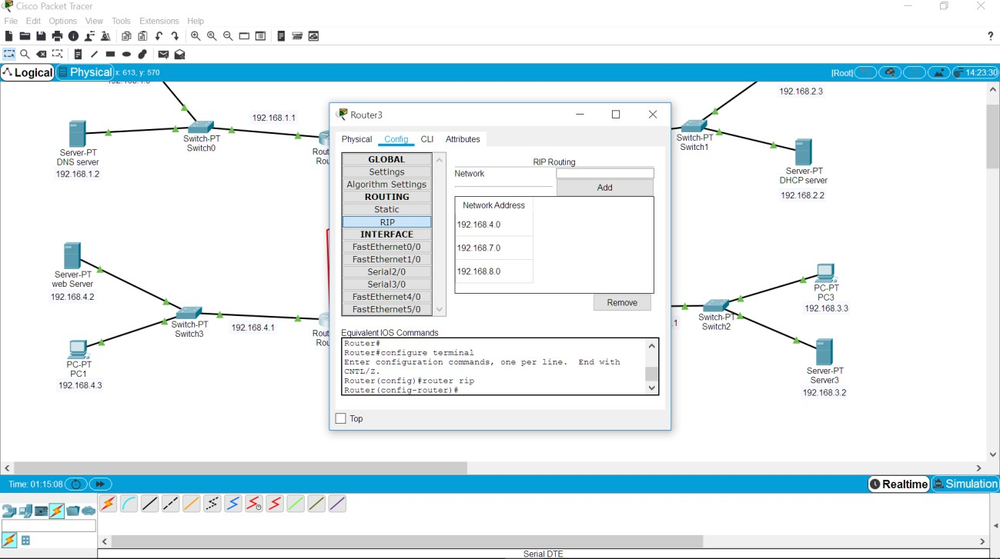 Cisco Packet Tracer
File Edit Options View Tools Extensions Help
?
Logical Physical x: 613, y: 570 [Root] 14:23:30
192.168.2.3
192.168.1.1
Switch-PT
Switch0
Server-PT
DNS server
192.168.1.2
Rout
Rou
Switch-PT
Switch1
Server-PT
DHCP server
192.168.2.2
Router3
Physical Config CLI Attributes
GLOBAL
Settings
Algorithm Settings
ROUTING
Static
RIP
INTERFACE
FastEthernet0/0
FastEthernet1/0
Serial2/0
Serial3/0
FastEthernet4/0
FastEthernet5/0
RIP Routing
Network
Add
Network Address
192.168.4.0
192.168.7.0
192.168.8.0
Remove
Equivalent IOS Commands
Router#
Router#configure terminal
Enter configuration commands, one per line. End with
CNTL/Z.
Router(config)#router rip
Router(config-router)#
Top
Server-PT
web Server
192.168.4.2
Switch-PT
Switch3
192.168.4.1
Rout
Rou
PC-PT
PC1
192.168.4.3
.1
Switch-PT
Switch2
PC-PT
PC3
192.168.3.3
Server-PT
Server3
192.168.3.2
Time: 01:15:08 Realtime Simulation
Serial DTE